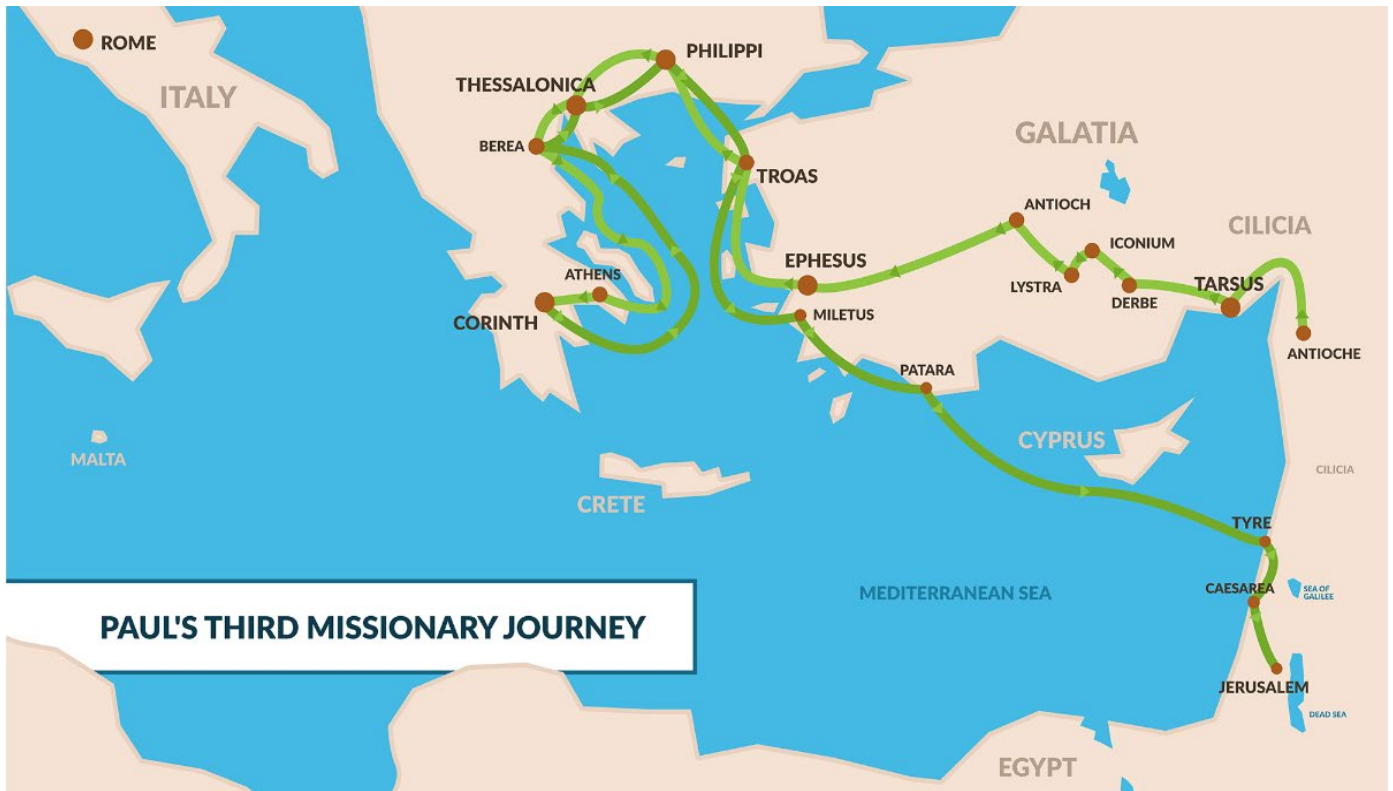 ROME
PHILIPPI
ITALY
THESSALONICA
GALATIA
BEREA
TROAS
ANTIOCH
CILICIA
ICONIUM
EPHESUS
ATHENS
LYSTRA
TARSUS
DERBE
CORINTH
MILETUS
ANTIOCHE
PATARA
CYPRUS
MALTA
CILICIA
CRETE
TYRE
MEDITERRANEAN SEA
CAESAREA
SEA OF
GALILEE
PAUL'S THIRD MISSIONARY JOURNEY
JERUSALEM
DEAD SEA
EGYPT